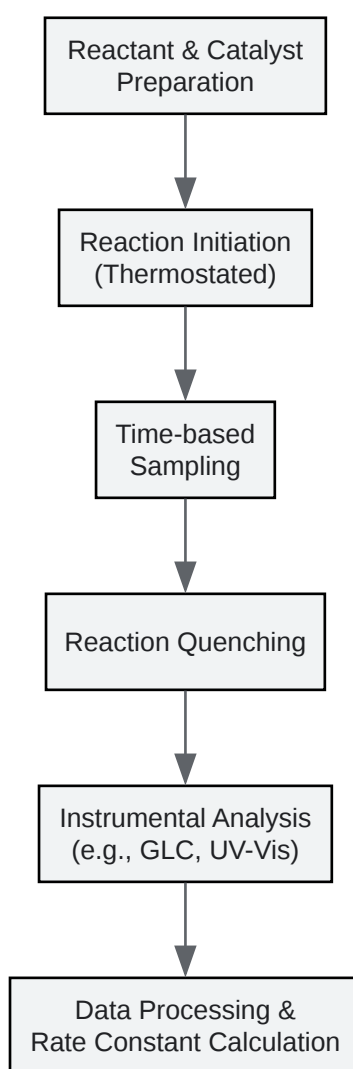 Reactant & Catalyst
Preparation
Reaction Initiation
(Thermostated)
Time-based
Sampling
Reaction Quenching
Instrumental Analysis
(e.g., GLC, UV-Vis)
Data Processing &
Rate Constant Calculation